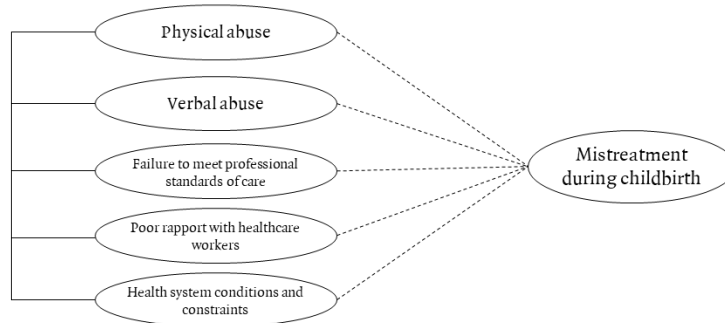 Physical abuse
Verbal abuse
Failure to meet professional
standards of care
Poor rapport with healthcare
workers
Health system conditions and
constraints
Mistreatment
during childbirth